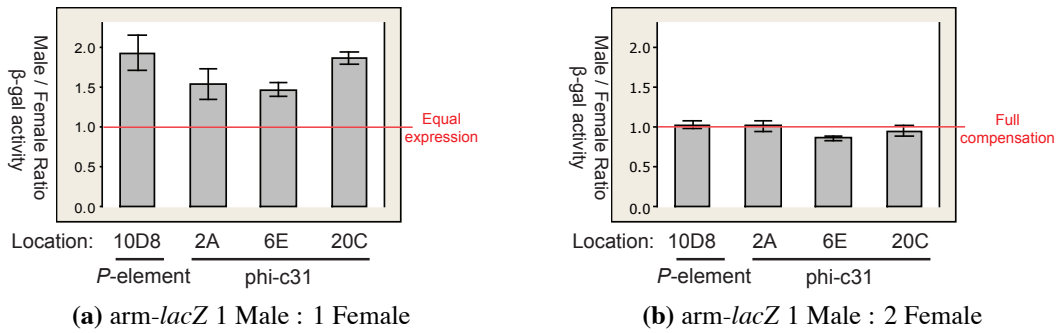 Male / Female Ratio
β-gal activity
2.0
1.5
1.0
0.5
0.0
Equal
expression
Location: 10D8 2A 6E 20C
P-element phi-c31
(a) arm-lacZ 1 Male : 1 Female
Male / Female Ratio
β-gal activity
2.0
1.5
1.0
0.5
0.0
Full
compensation
Location: 10D8 2A 6E 20C
P-element phi-c31
(b) arm-lacZ 1 Male : 2 Female